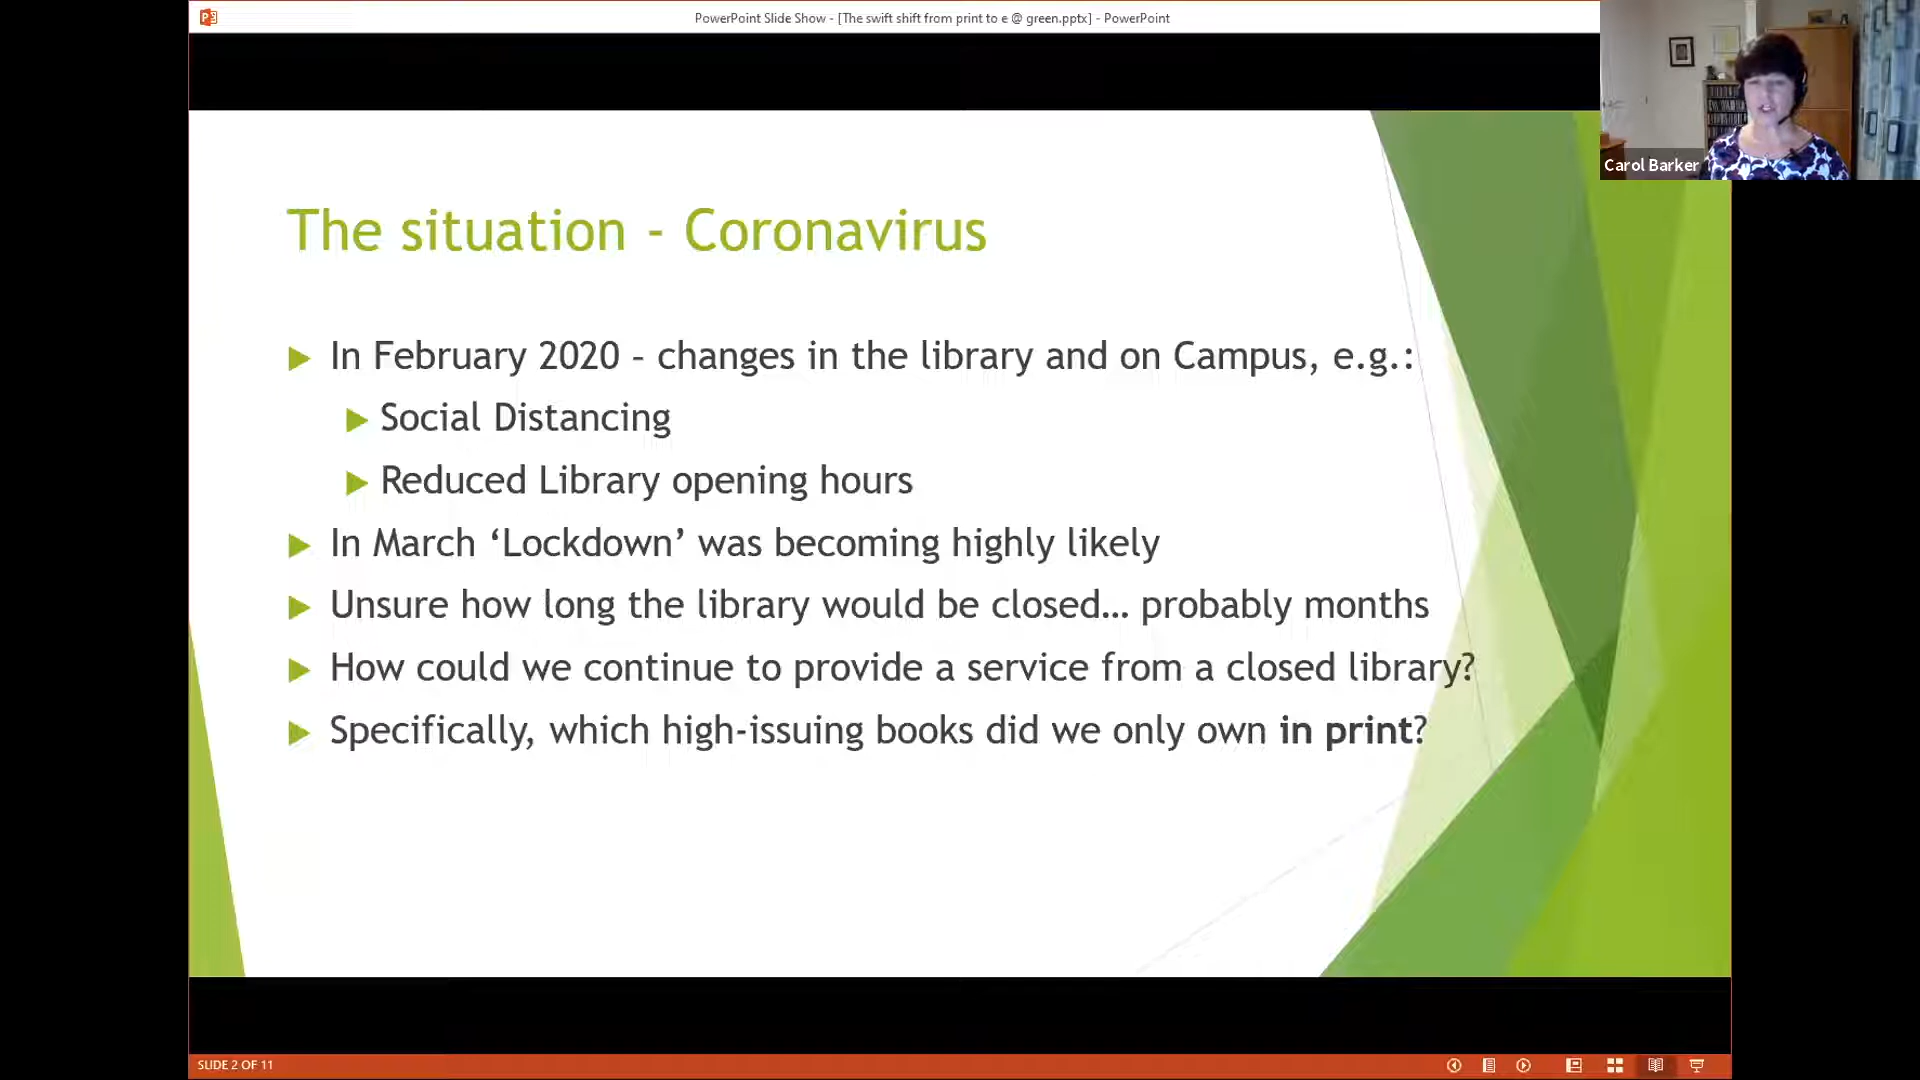 PowerPoint Slide Show - [The swift shift from print to e @ green.pptx] - PowerPoint
Carol Barker
The situation - Coronavirus
In February 2020 – changes in the library and on Campus, e.g.:
Social Distancing
Reduced Library opening hours
In March ‘Lockdown’ was becoming highly likely
Unsure how long the library would be closed… probably months
How could we continue to provide a service from a closed library?
Specifically, which high-issuing books did we only own in print?
SLIDE 2 OF 11